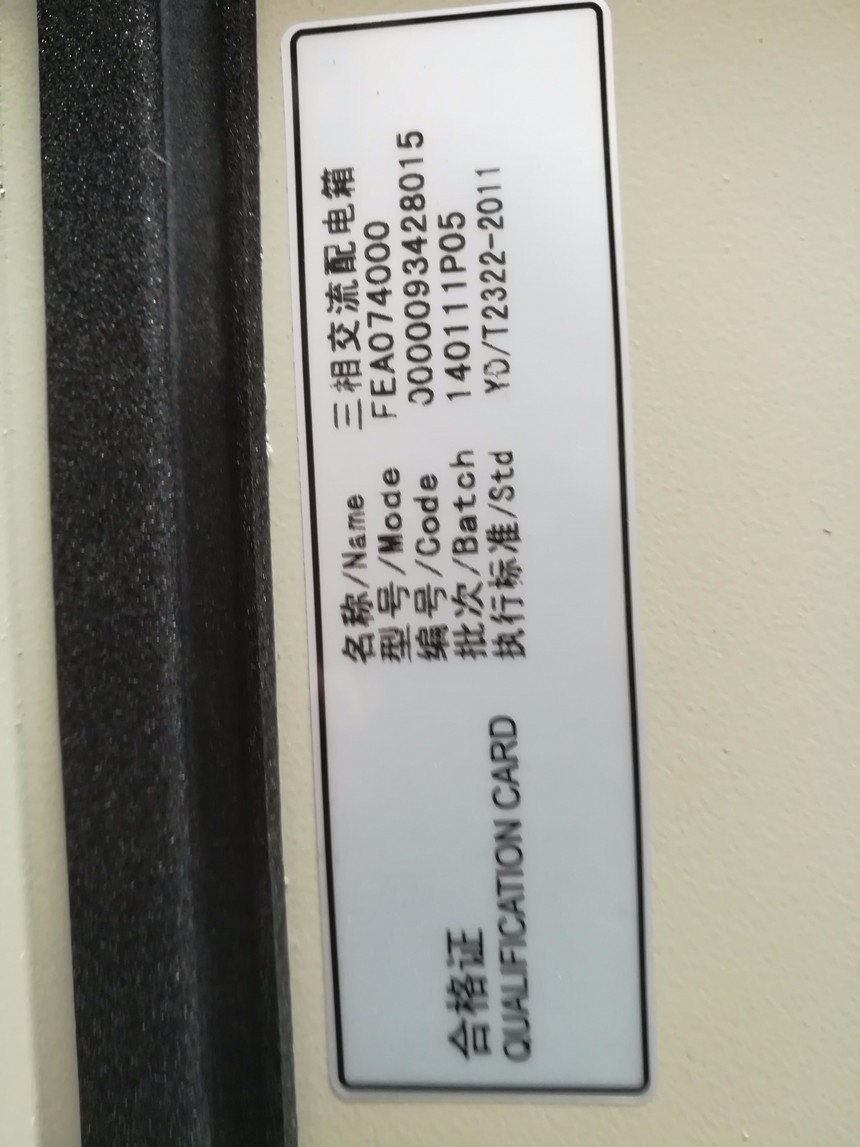 合格证
QUALIFICATION CARD
名称/Name 三相交流配电箱
型号/Mode FEA074000
编号/Code 0000093428015
批次/Batch 140111P05
执行标准/Std YD/T2322-2011